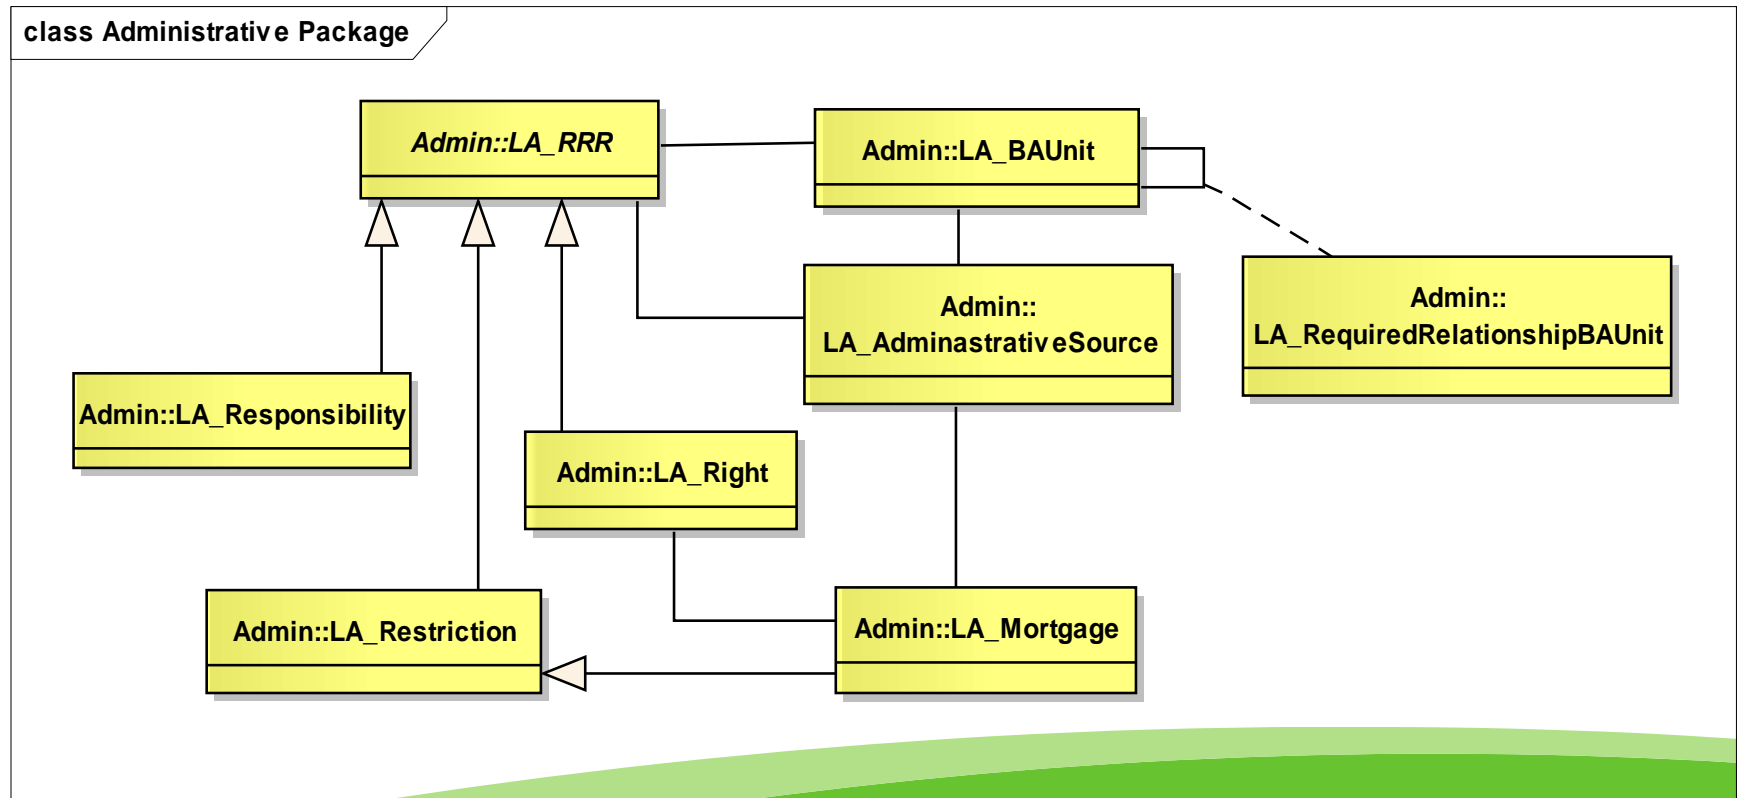 class Administrative Package
Admin::LA_RRR
Admin::LA_BAUnit
Admin::
LA_AdminastrativeSource
Admin::
LA_RequiredRelationshipBAUnit
Admin::LA_Responsibility
Admin::LA_Right
Admin::LA_Restriction
Admin::LA_Mortgage